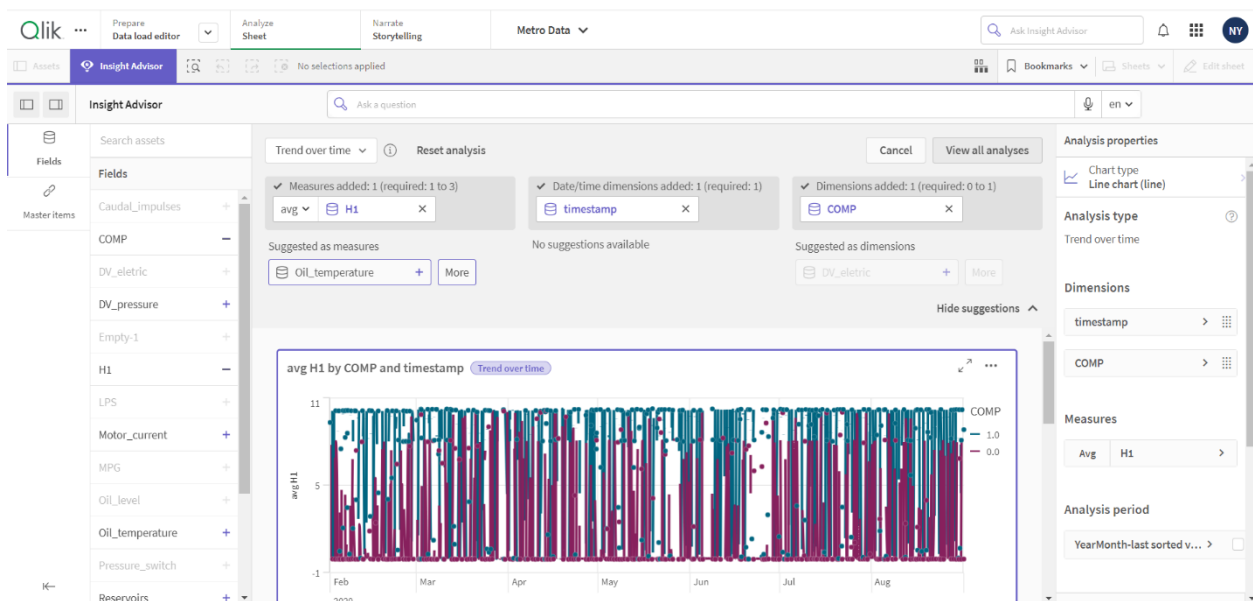 Qlik
Prepare
Data load editor
Analyze
Sheet
Narrate
Storytelling
Metro Data
Ask Insight Advisor
NY
Assets
Insight Advisor
No selections applied
Bookmarks
Sheets
Edit sheet
Insight Advisor
Ask a question
en
Fields
Master items
Search assets
Fields
Caudal_impulses
COMP
DV_eletric
DV_pressure
Empty-1
H1
LPS
Motor_current
MPG
Oil_level
Oil_temperature
Pressure_switch
Reservoirs
Trend over time
Reset analysis
Cancel
View all analyses
Measures added: 1 (required: 1 to 3)
avg H1
Date/time dimensions added: 1 (required: 1)
timestamp
Dimensions added: 1 (required: 0 to 1)
COMP
Suggested as measures
Oil_temperature
More
No suggestions available
Suggested as dimensions
DV_eletric
More
Hide suggestions
avg H1 by COMP and timestamp
Trend over time
11
5
-1
avg H1
COMP
1.0
0.0
Feb Mar Apr May Jun Jul Aug
2020
Analysis properties
Chart type
Line chart (line)
Analysis type
Trend over time
Dimensions
timestamp
COMP
Measures
Avg H1
Analysis period
YearMonth-last sorted v...